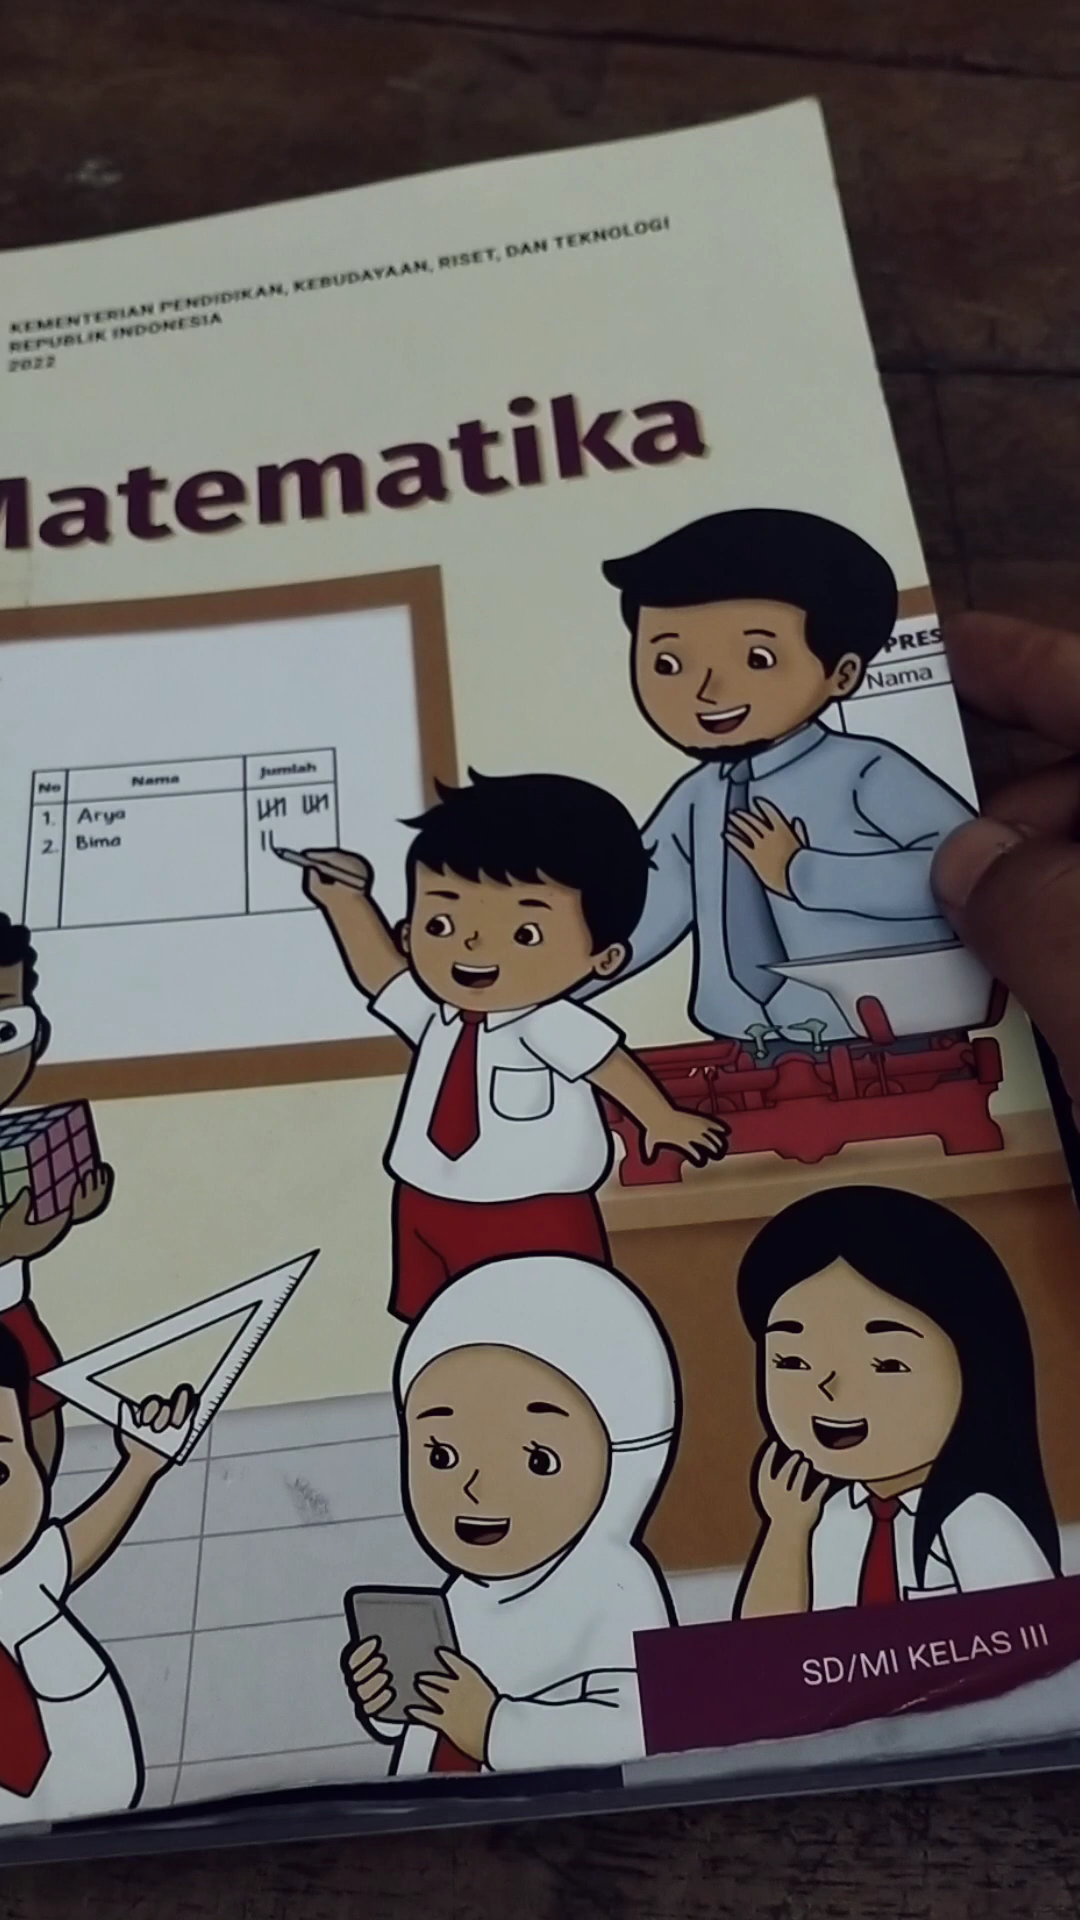 KEMENTERIAN PENDIDIKAN, KEBUDAYAAN, RISET, DAN TEKNOLOGI
REPUBLIK INDONESIA
2022
Matematika
PRES
Nama
No Nama Jumlah
1. Arya
2. Bima
SD/MI KELAS III